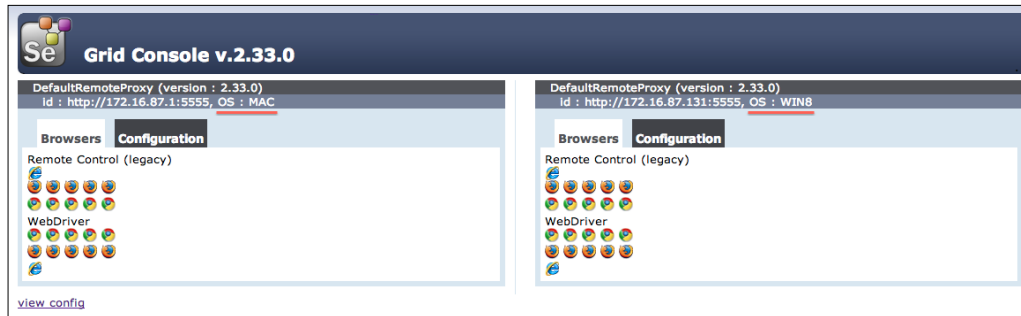 Se
Grid Console v.2.33.0
DefaultRemoteProxy (version : 2.33.0)
id : http://172.16.87.1:5555, OS : MAC
Browsers Configuration
Remote Control (legacy)
WebDriver
DefaultRemoteProxy (version : 2.33.0)
id : http://172.16.87.131:5555, OS : WIN8
Browsers Configuration
Remote Control (legacy)
WebDriver
view config